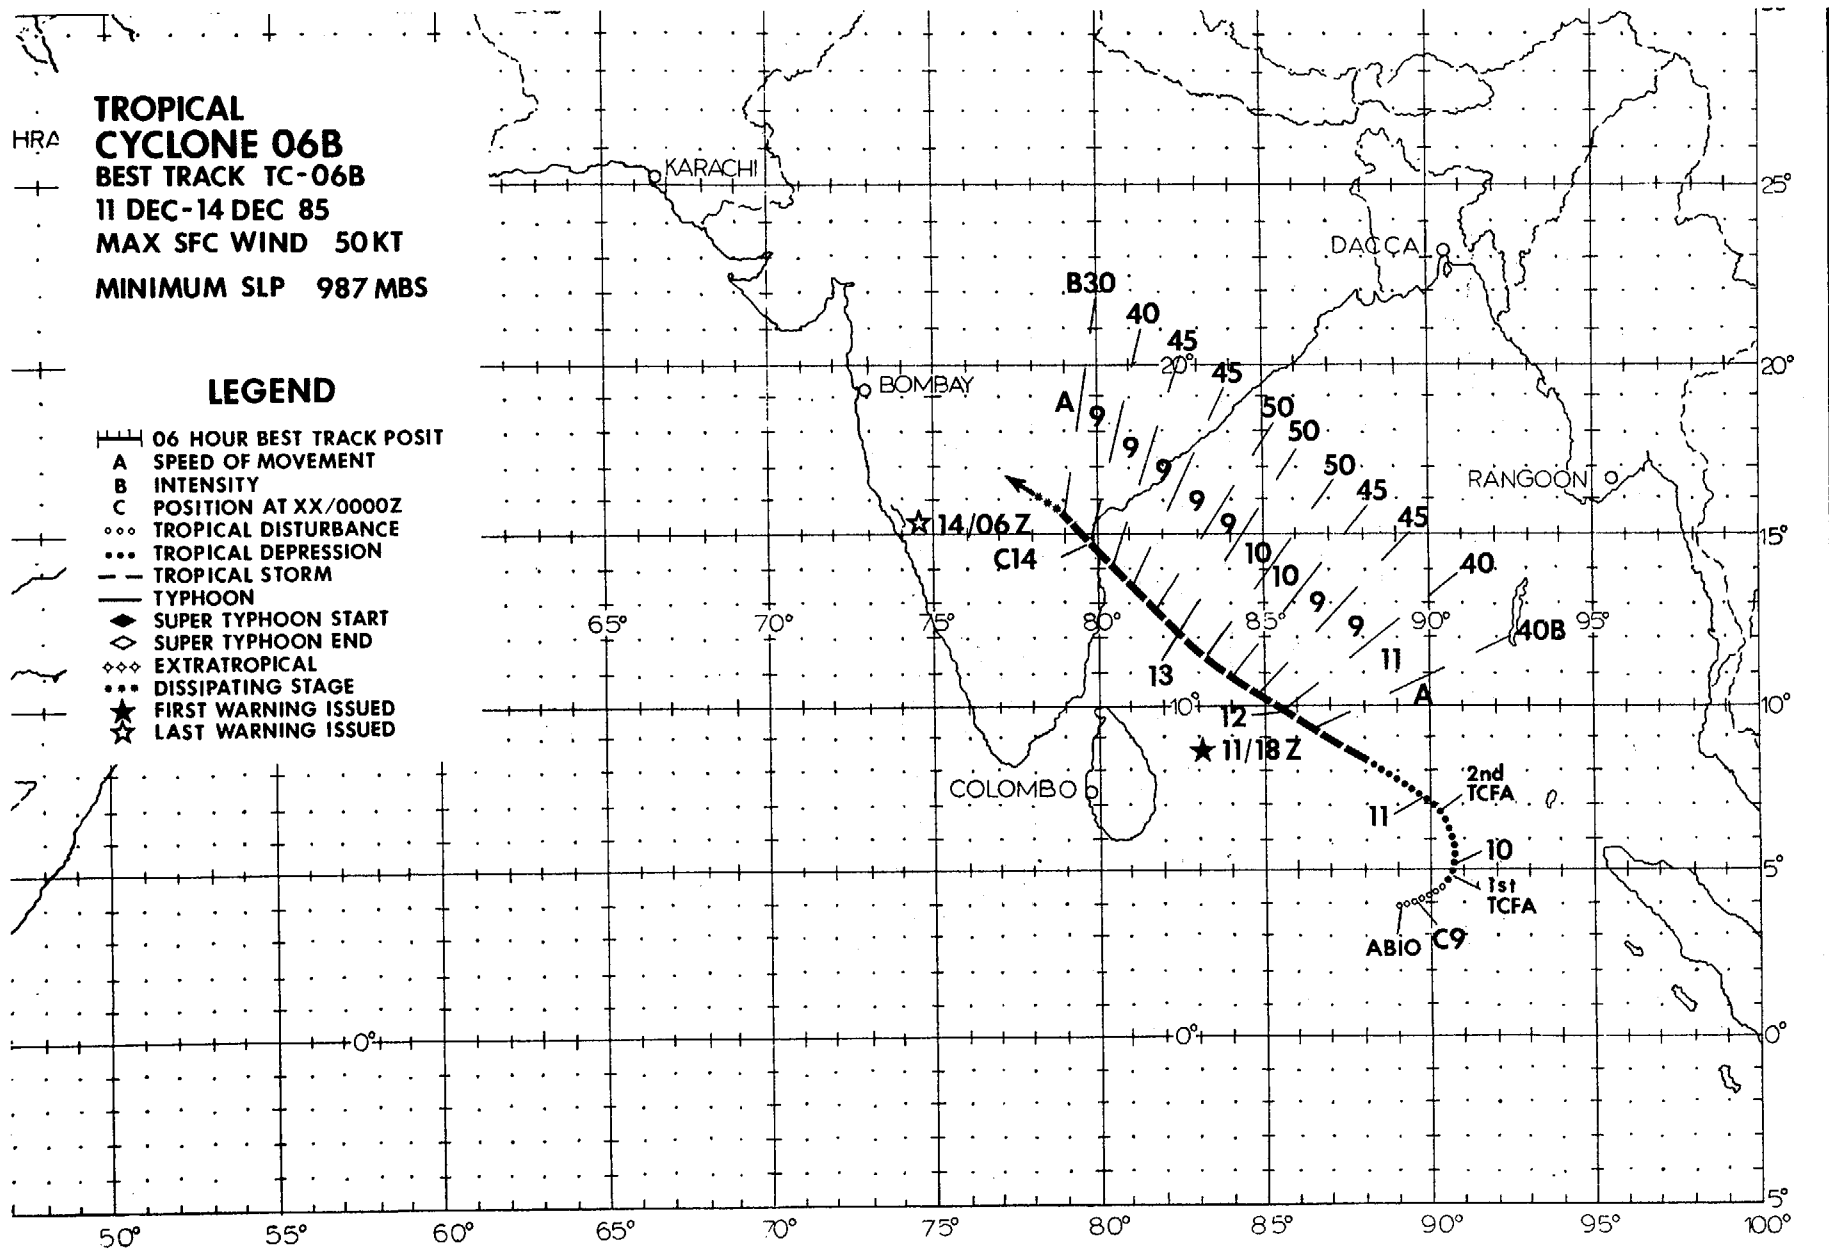 TROPICAL
CYCLONE 06B
BEST TRACK TC-06B
11 DEC-14 DEC 85
MAX SFC WIND 50KT
MINIMUM SLP 987 MBS
HRA
LEGEND
06 HOUR BEST TRACK POSIT
A SPEED OF MOVEMENT
B INTENSITY
C POSITION AT XX/0000Z
TROPICAL DISTURBANCE
TROPICAL DEPRESSION
TROPICAL STORM
TYPHOON
SUPER TYPHOON START
SUPER TYPHOON END
EXTRATROPICAL
DISSIPATING STAGE
FIRST WARNING ISSUED
LAST WARNING ISSUED
KARACHI
25°
DACCA
B30
40
45
20°
20°
45
BOMBAY
A
9
50
50
9
9
50
RANGOON
45
9
14/06 Z
9
45
15°
C14
10
10
40
9
65°
70°
75°
80°
85°
9
90°
95°
40B
11
13
A
10°
12
10°
11/18 Z
COLOMBO
2nd
TCFA
11
10
5°
1st
TCFA
ABIO
C9
0°
0°
0°
5°
50°
55°
60°
65°
70°
75°
80°
85°
90°
95°
100°